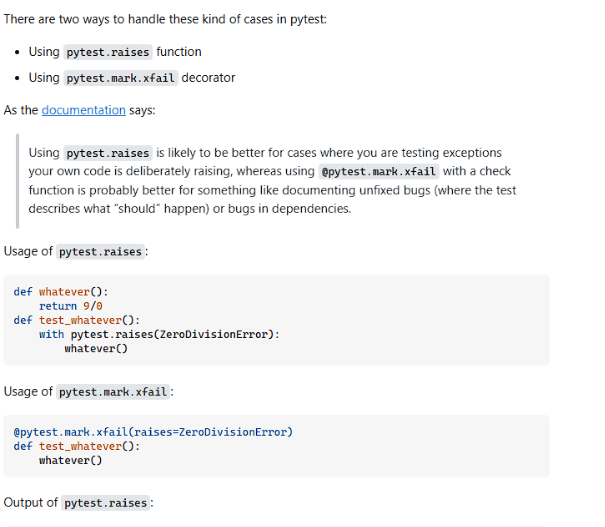 There are two ways to handle these kind of cases in pytest:
• Using pytest.raises function
• Using pytest.mark.xfail decorator
As the documentation says:
Using pytest.raises is likely to be better for cases where you are testing exceptions
your own code is deliberately raising, whereas using @pytest.mark.xfail with a check
function is probably better for something like documenting unfixed bugs (where the test
describes what “should” happen) or bugs in dependencies.
Usage of pytest.raises:
def whatever():
    return 9/0
def test_whatever():
    with pytest.raises(ZeroDivisionError):
        whatever()
Usage of pytest.mark.xfail:
@pytest.mark.xfail(raises=ZeroDivisionError)
def test_whatever():
    whatever()
Output of pytest.raises: